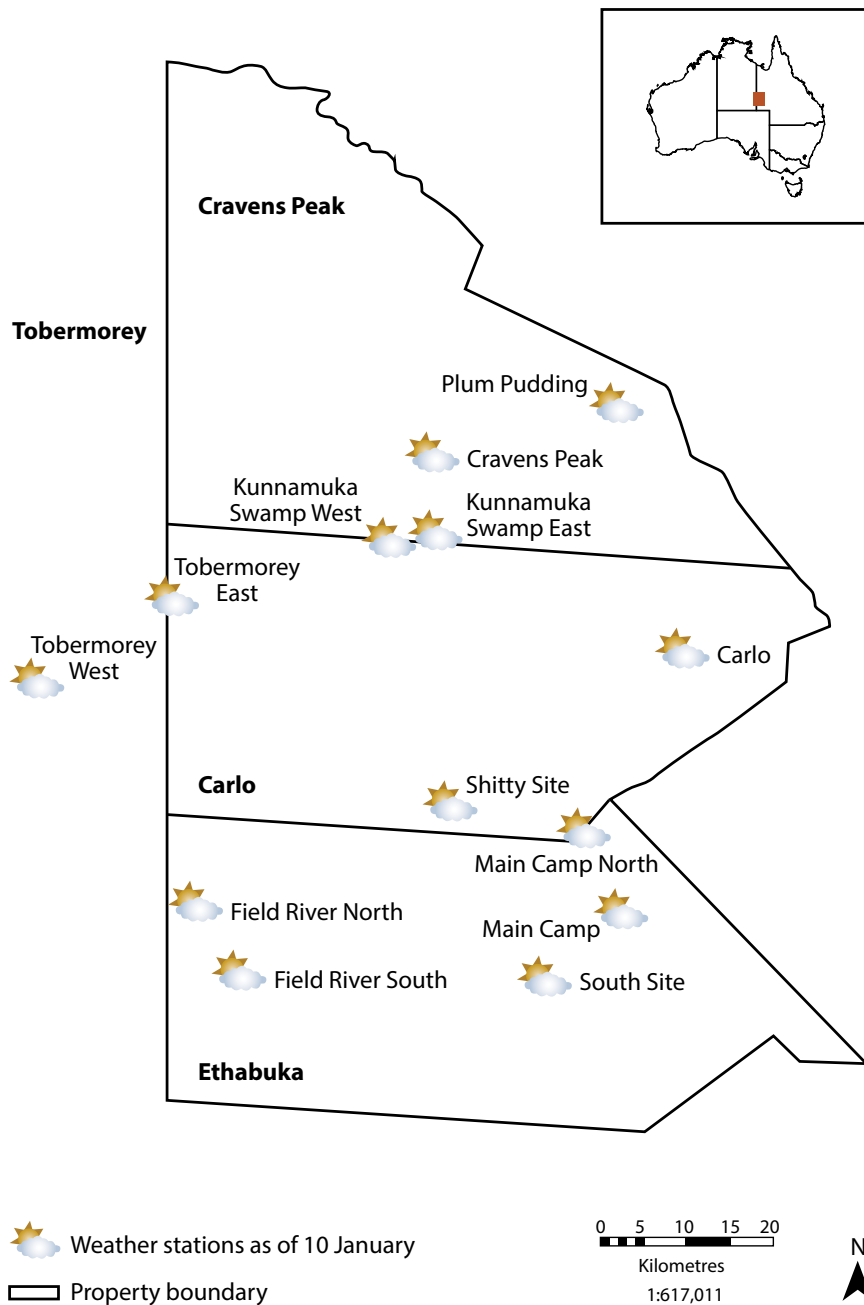 Cravens Peak
Tobermorey
Plum Pudding
Cravens Peak
Kunnamuka
Swamp West
Kunnamuka
Swamp East
Tobermorey
East
Tobermorey
West
Carlo
Carlo
Shitty Site
Main Camp North
Field River North
Main Camp
Field River South
South Site
Ethabuka
Weather stations as of 10 January
Property boundary
0 5 10 15 20
Kilometres
1:617,011
N